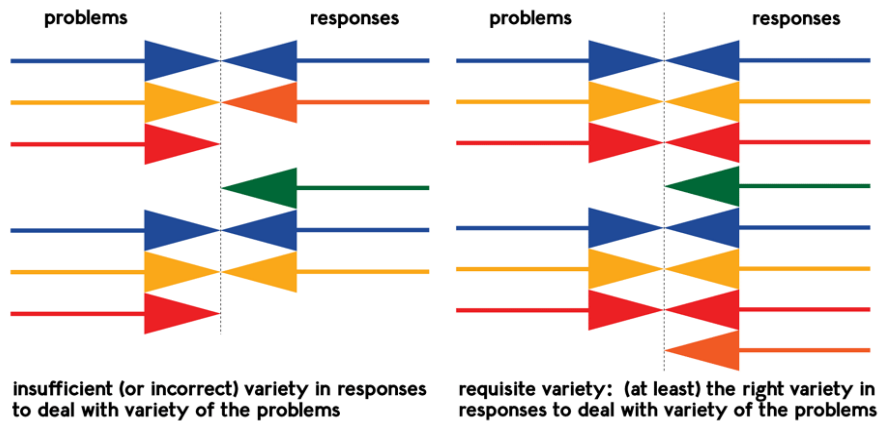 problems
responses
problems
responses
insufficient (or incorrect) variety in responses
to deal with variety of the problems
requisite variety: (at least) the right variety in
responses to deal with variety of the problems